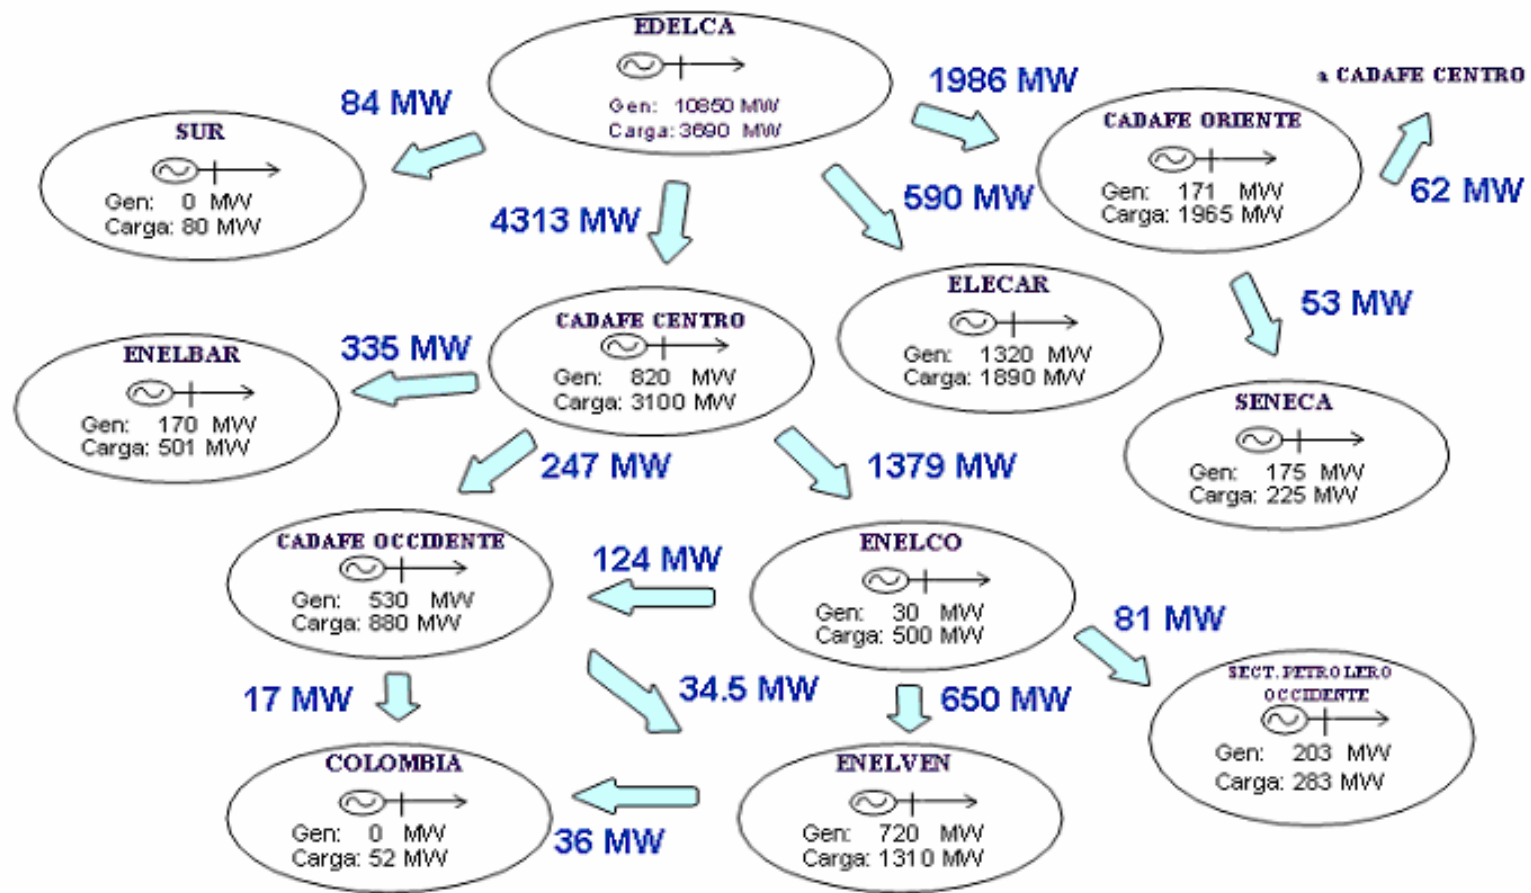 EDELCA
Gen: 10850 MW
Carga: 3690 MW
84 MW
1986 MW
a CADAFE CENTRO
SUR
Gen: 0 MW
Carga: 80 MW
CADAFE ORIENTE
Gen: 171 MW
Carga: 1965 MW
4313 MW
590 MW
62 MW
CADAFE CENTRO
Gen: 820 MW
Carga: 3100 MW
ELECAR
Gen: 1320 MW
Carga: 1890 MW
53 MW
ENELBAR
Gen: 170 MW
Carga: 501 MW
335 MW
SENECA
Gen: 175 MW
Carga: 225 MW
247 MW
1379 MW
CADAFE OCCIDENTE
Gen: 530 MW
Carga: 880 MW
124 MW
ENELCO
Gen: 30 MW
Carga: 500 MW
81 MW
17 MW
34.5 MW
650 MW
SECT. PETROLERO
OCCIDENTE
Gen: 203 MW
Carga: 283 MW
COLOMBIA
Gen: 0 MW
Carga: 52 MW
36 MW
ENELVEN
Gen: 720 MW
Carga: 1310 MW